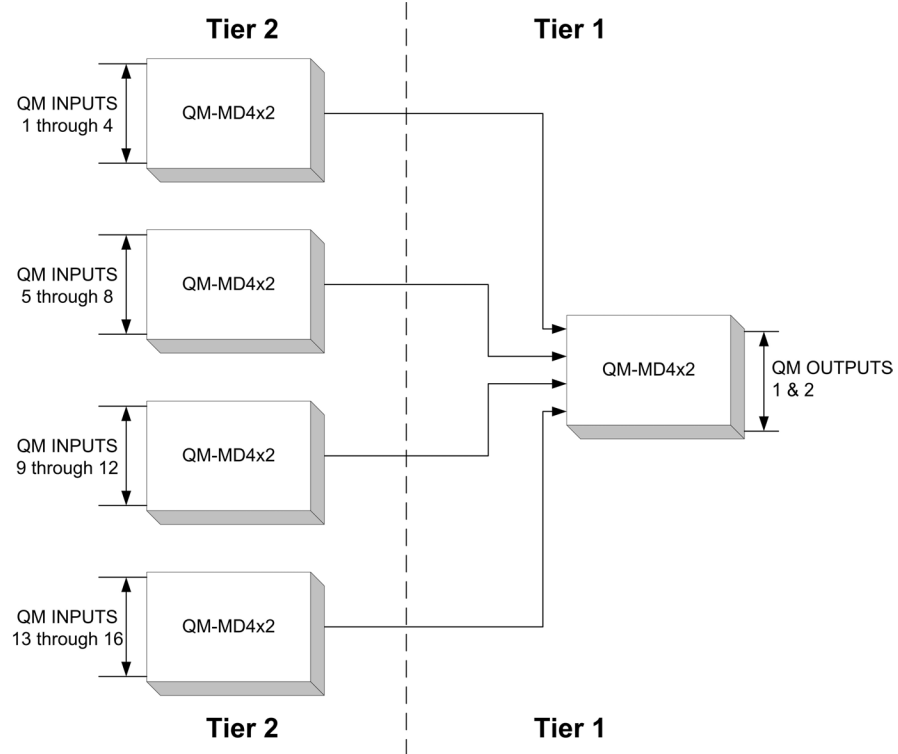 Tier 2
Tier 1
QM INPUTS
1 through 4
QM-MD4x2
QM INPUTS
5 through 8
QM-MD4x2
QM-MD4x2
QM OUTPUTS
1 & 2
QM INPUTS
9 through 12
QM-MD4x2
QM INPUTS
13 through 16
QM-MD4x2
Tier 2
Tier 1